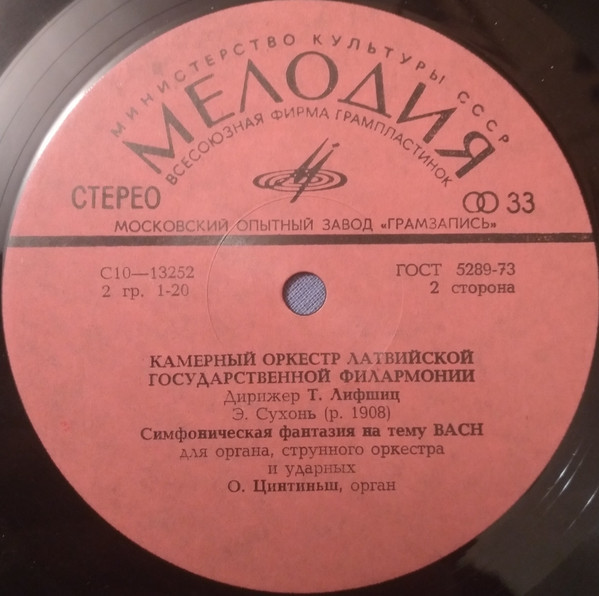 МИНИСТЕРСТВО КУЛЬТУРЫ СССР
МЕЛОДИЯ
ВСЕСОЮЗНАЯ ФИРМА ГРАМПЛАСТИНОК
СТЕРЕО
33
МОСКОВСКИЙ ОПЫТНЫЙ ЗАВОД «ГРАМЗАПИСЬ»
С10—13252
ГОСТ 5289-73
2 гр. 1-20
2 сторона
КАМЕРНЫЙ ОРКЕСТР ЛАТВИЙСКОЙ
ГОСУДАРСТВЕННОЙ ФИЛАРМОНИИ
Дирижер Т. Лифшиц
Э. Сухонь (р. 1908)
Симфоническая фантазия на тему BACH
для органа, струнного оркестра
и ударных
О. Цинтиньш, орган